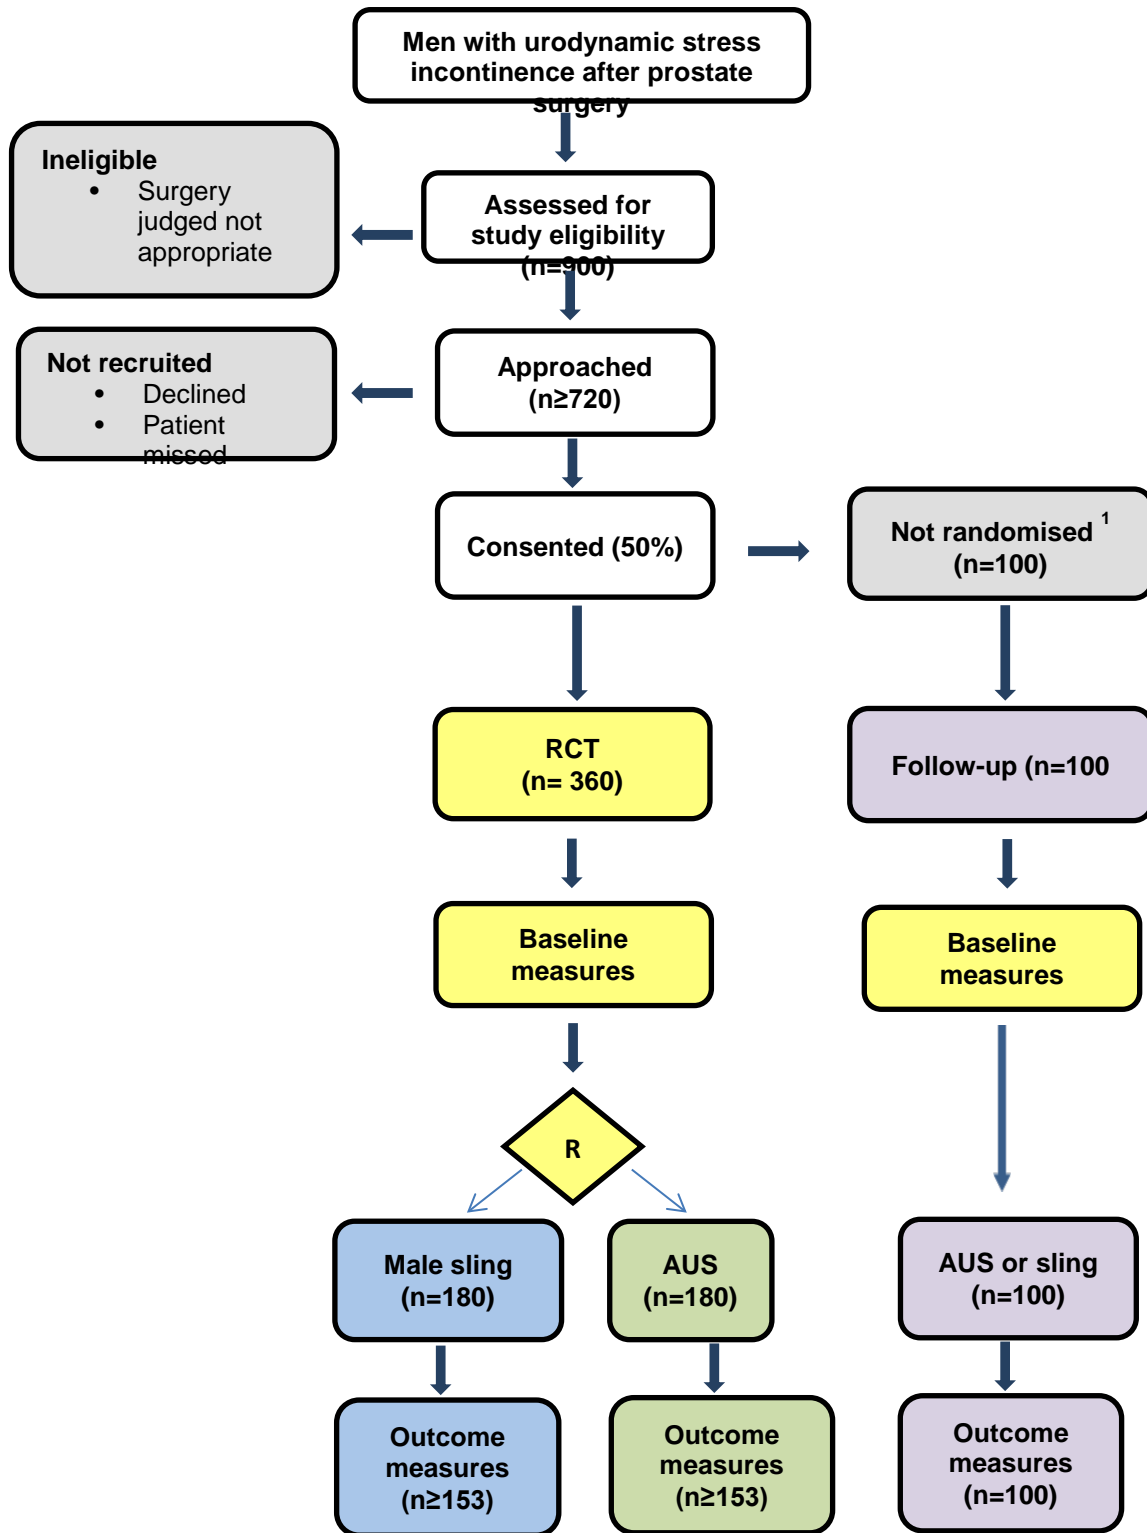 Men with urodynamic stress
incontinence after prostate
surgery
Ineligible
• Surgery
judged not
appropriate
Assessed for
study eligibility
(n=900)
Not recruited
• Declined
• Patient
missed
Approached
(n≥720)
Consented (50%)
Not randomised 1
(n=100)
RCT
(n= 360)
Follow-up (n=100
Baseline
measures
Baseline
measures
R
Male sling
(n=180)
AUS
(n=180)
AUS or sling
(n=100)
Outcome
measures
(n≥153)
Outcome
measures
(n≥153)
Outcome
measures
(n=100)